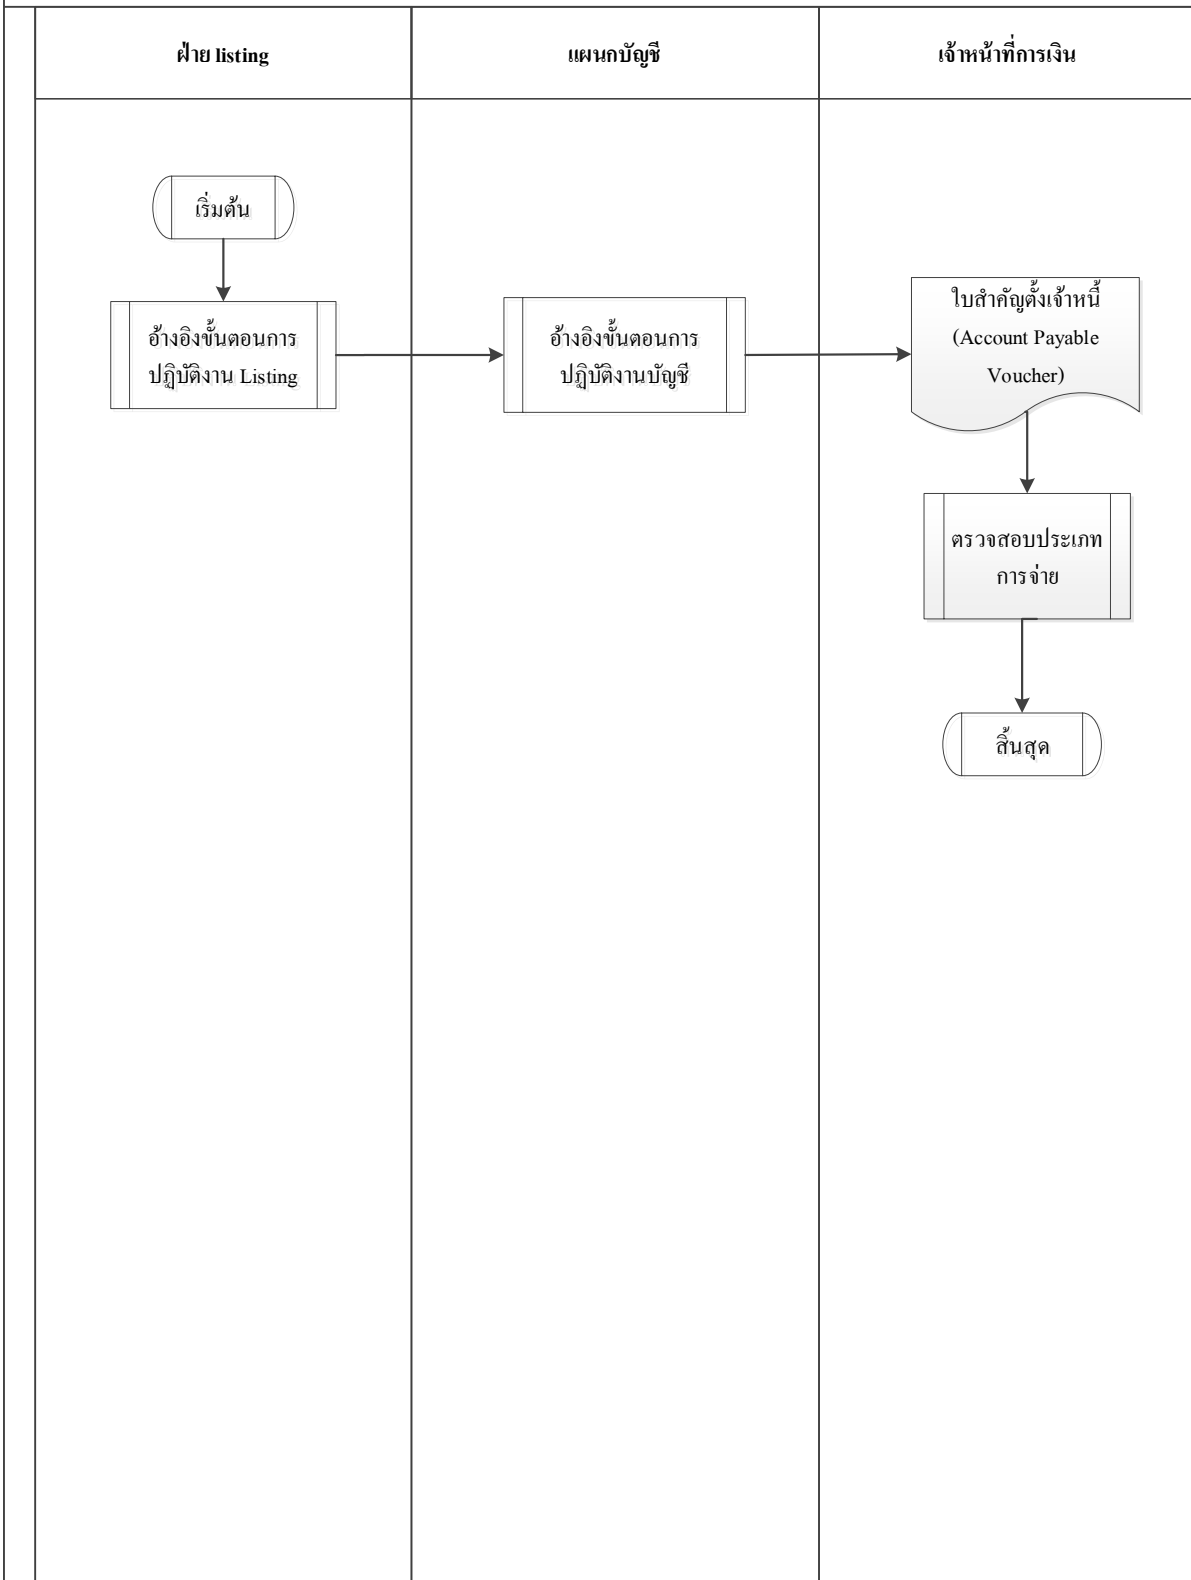 ฝ่าย listing
แผนกบัญชี
เจ้าหน้าที่การเงิน
เริ่มต้น
อ้างอิงขั้นตอนการ
ปฏิบัติงาน Listing
อ้างอิงขั้นตอนการ
ปฏิบัติงานบัญชี
ใบสำคัญตั้งเจ้าหนี้
(Account Payable
Voucher)
ตรวจสอบประเภท
การจ่าย
สิ้นสุด